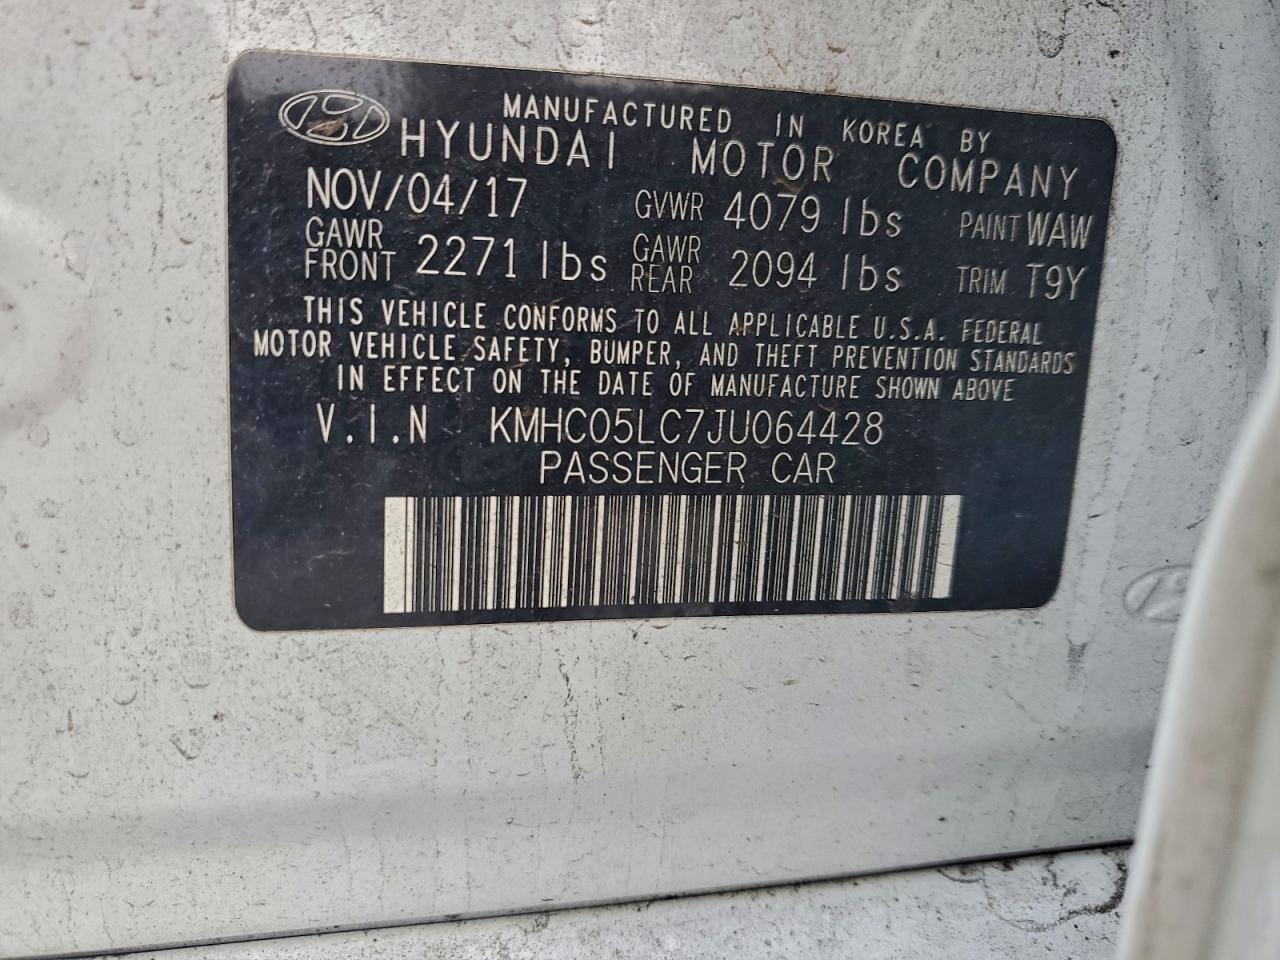 MANUFACTURED IN KOREA BY
HYUNDAI MOTOR COMPANY
NOV/04/17 GVWR 4079 lbs PAINT WAW
GAWR FRONT 2271 lbs GAWR REAR 2094 lbs TRIM T9Y
THIS VEHICLE CONFORMS TO ALL APPLICABLE U.S.A. FEDERAL
MOTOR VEHICLE SAFETY, BUMPER, AND THEFT PREVENTION STANDARDS
IN EFFECT ON THE DATE OF MANUFACTURE SHOWN ABOVE
V.I.N KMHC05LC7JU064428
PASSENGER CAR